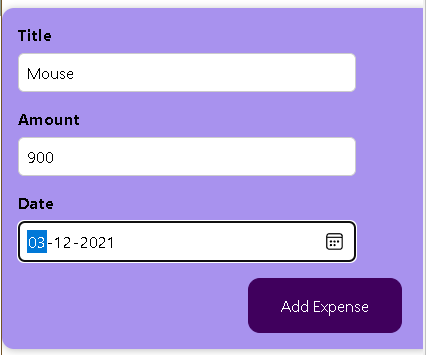 Title
Mouse
Amount
900
Date
03-12-2021
Add Expense